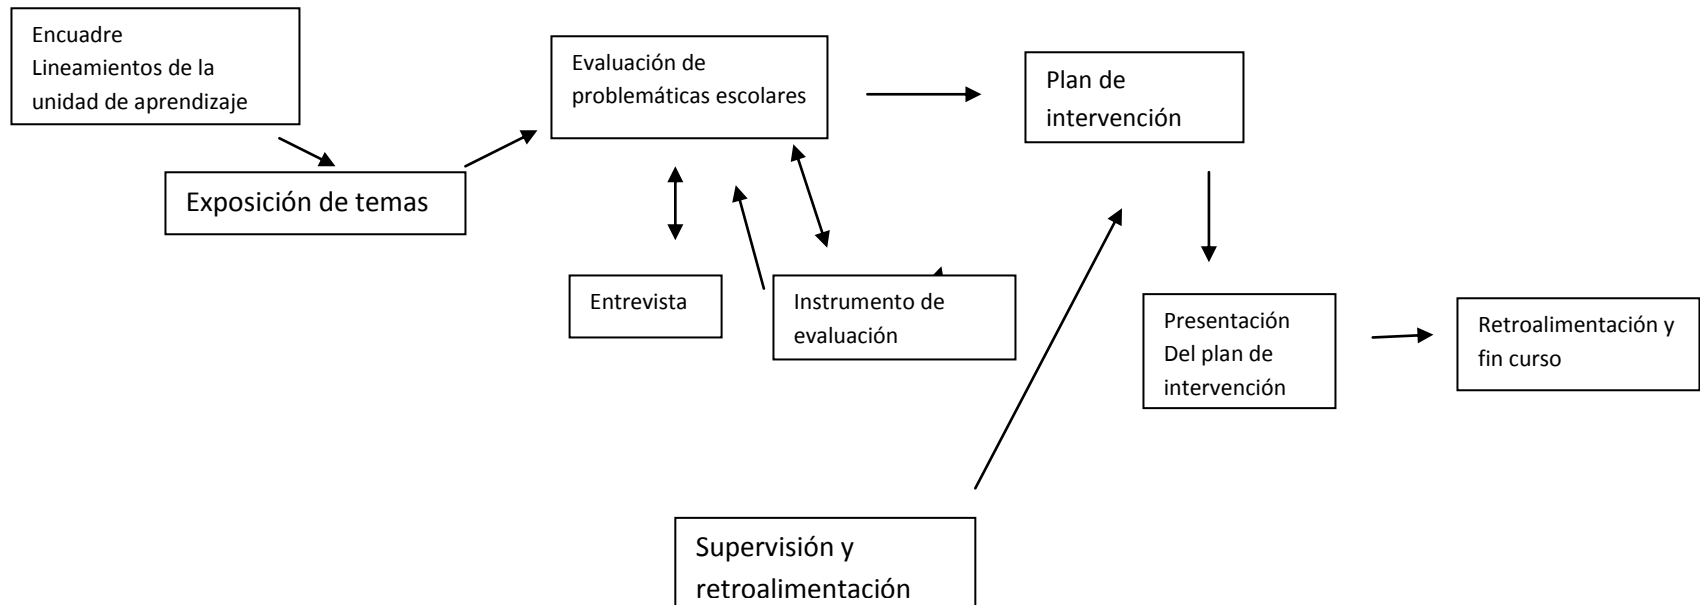 Encuadre
Lineamientos de la
unidad de aprendizaje
Exposición de temas
Evaluación de
problemáticas escolares
Plan de
intervención
Entrevista
Instrumento de
evaluación
Presentación
Del plan de
intervención
Retroalimentación y
fin curso
Supervisión y
retroalimentación